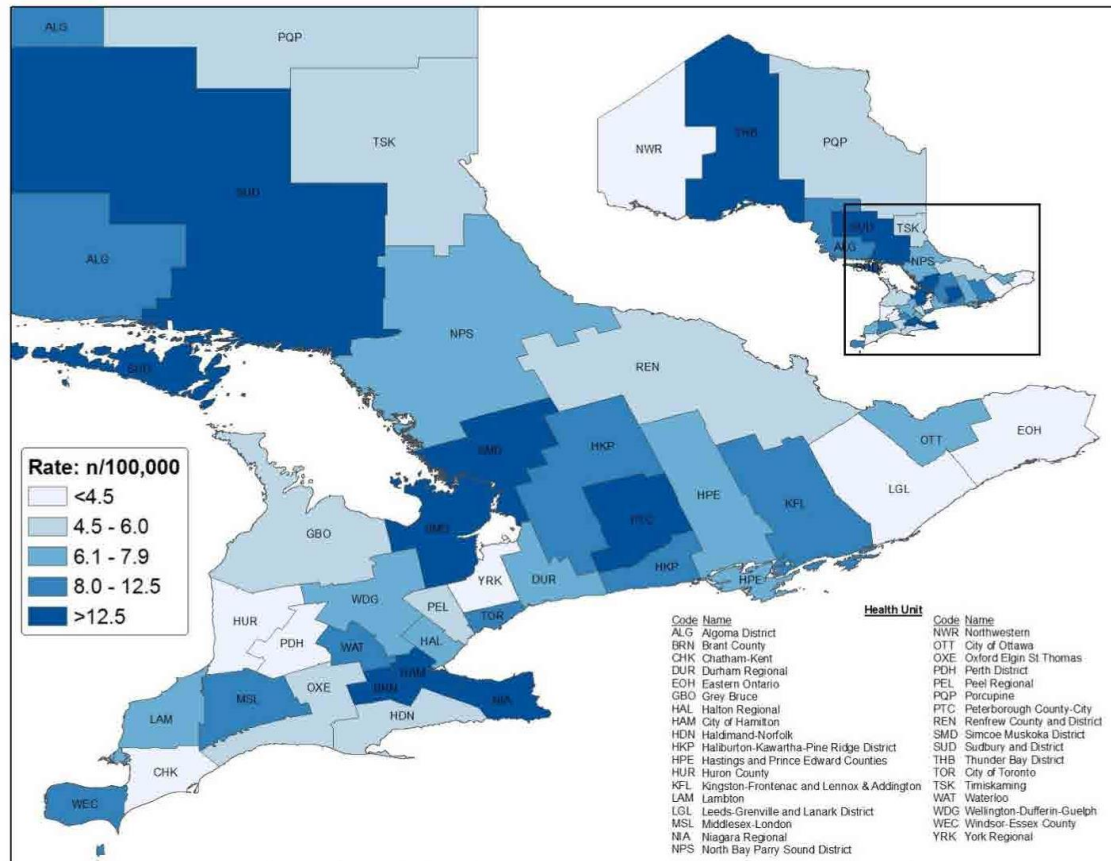 ALG
PQP
TSK
SUD
ALG
SUD
NPS
REN
SMD
HKP
SMD
PTC
HPE
KFL
LGL
OTT
EOH
GBO
HKP
HPE
YRK
DUR
TOR
PEL
WDG
HAL
HUR
PDH
WAT
HAM
BRN
NIA
MSL
OXE
HDN
LAM
CHK
WEC
NWR
THB
PQP
SUD
TSK
ALG
NPS
Rate: n/100,000
<4.5
4.5 - 6.0
6.1 - 7.9
8.0 - 12.5
>12.5
Health Unit
Code Name
ALG Algoma District
BRN Brant County
CHK Chatham-Kent
DUR Durham Regional
EOH Eastern Ontario
GBO Grey Bruce
HAL Halton Regional
HAM City of Hamilton
HDN Haldimand-Norfolk
HKP Haliburton-Kawartha-Pine Ridge District
HPE Hastings and Prince Edward Counties
HUR Huron County
KFL Kingston-Frontenac and Lennox & Addington
LAM Lambton
LGL Leeds-Grenville and Lanark District
MSL Middlesex-London
NIA Niagara Regional
NPS North Bay Parry Sound District
Code Name
NWR Northwestern
OTT City of Ottawa
OXE Oxford Elgin St Thomas
PDH Perth District
PEL Peel Regional
PQP Porcupine
PTC Peterborough County-City
REN Renfrew County and District
SMD Simcoe Muskoka District
SUD Sudbury and District
THB Thunder Bay District
TOR City of Toronto
TSK Timiskaming
WAT Waterloo
WDG Wellington-Dufferin-Guelph
WEC Windsor-Essex County
YRK York Regional